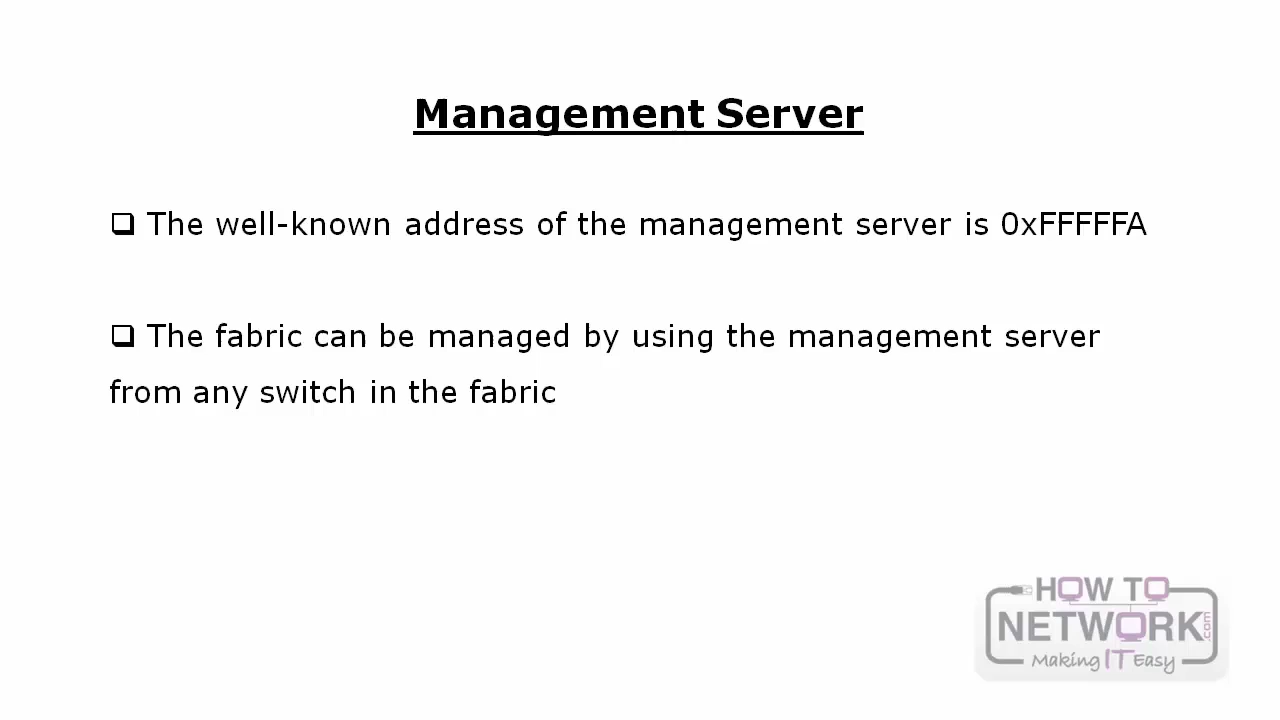 Management Server
❑ The well-known address of the management server is 0xFFFFFA
❑ The fabric can be managed by using the management server
from any switch in the fabric
HOW TO
NETWORK.com
Making IT Easy